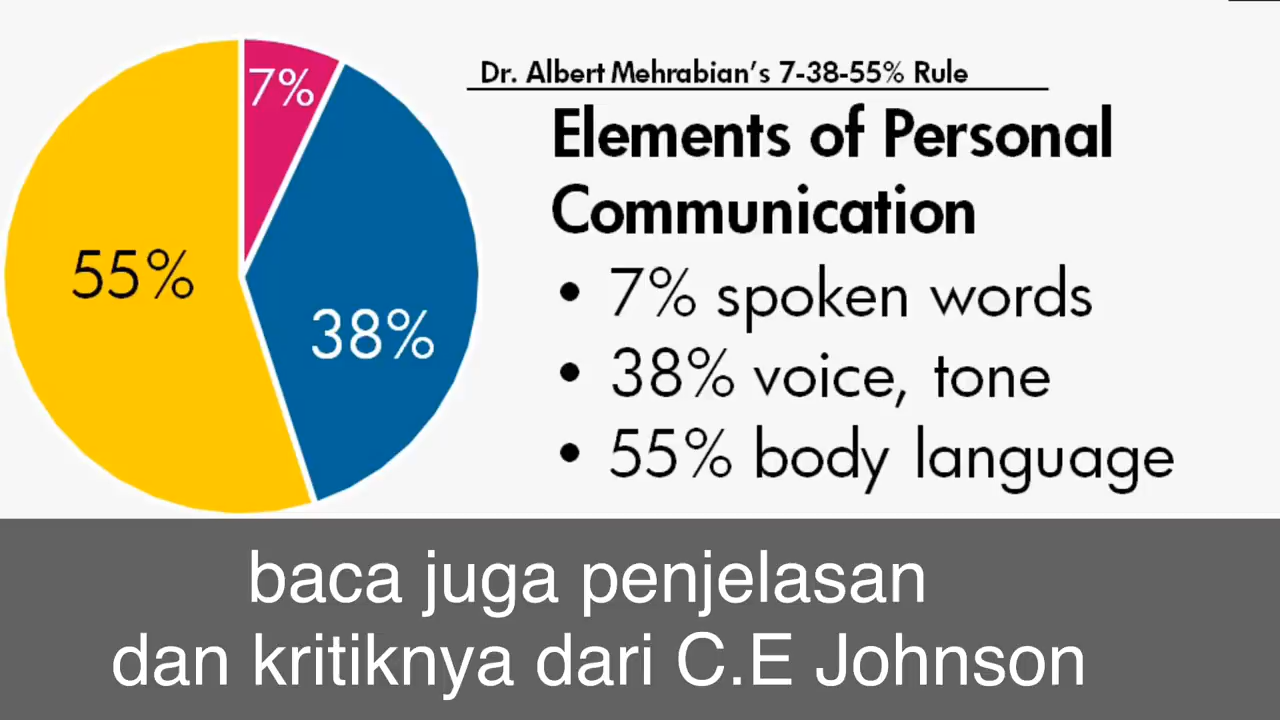 7%
55%
38%
Dr. Albert Mehrabian's 7-38-55% Rule
Elements of Personal
Communication
• 7% spoken words
• 38% voice, tone
• 55% body language
baca juga penjelasan
dan kritiknya dari C.E Johnson